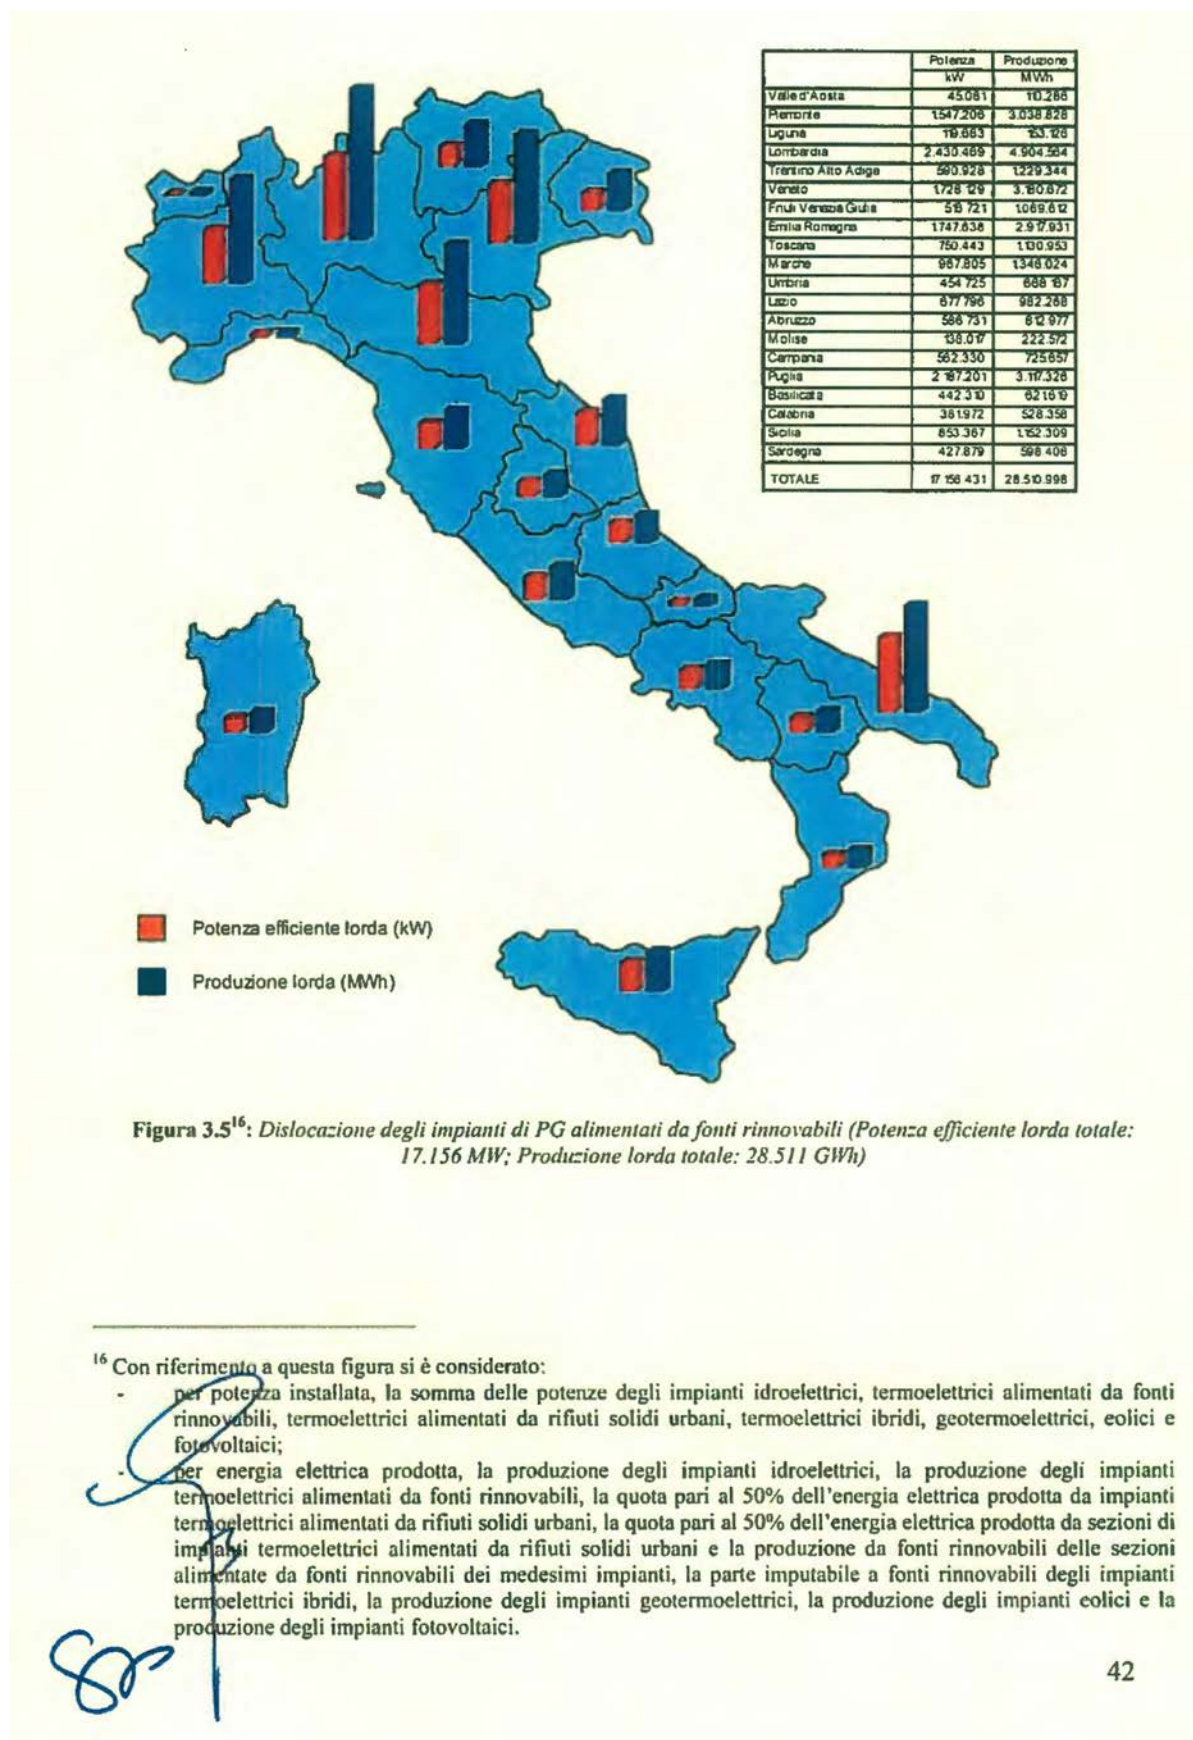 Potenza Produzione
kW MWh
Valle d'Aosta 110.286
Piemonte 1.547.206 3.038.828
Liguria 119.683 153.126
Lombardia 2.430.469 4.904.564
Trentino Alto Adige 590.928 1.229.344
Veneto 1.728 129 3.180.672
Friuli Venezia Giulia 1.069.612
Emilia Romagna 1.747.638 2.917.931
Toscana 750.443 1.130.953
Marche 967.805 1.346.024
Umbria 454 725
Lazio 677 796 982.268
Abruzzo 586 731 812 977
Molise 138.017 222.572
Campania 562.330 725.657
Puglia 2 187.201 3.117.326
Basilicata 442 310 621 619
Calabria 381.972 528.358
Sicilia 853.367 1.152.309
Sardegna 427.879 598 406
TOTALE 17 156 431 28.510.998
Potenza efficiente lorda (kW)
Produzione lorda (MWh)
Figura 3.5¹⁶: Dislocazione degli impianti di PG alimentati da fonti rinnovabili (Potenza efficiente lorda totale:
17.156 MW; Produzione lorda totale: 28.511 GWh)
¹⁶ Con riferimento a questa figura si è considerato:
- per potenza installata, la somma delle potenze degli impianti idroelettrici, termoelettrici alimentati da fonti
rinnovabili, termoelettrici alimentati da rifiuti solidi urbani, termoelettrici ibridi, geotermoelettrici, eolici e
fotovoltaici;
- per energia elettrica prodotta, la produzione degli impianti idroelettrici, la produzione degli impianti
termoelettrici alimentati da fonti rinnovabili, la quota pari al 50% dell'energia elettrica prodotta da impianti
termoelettrici alimentati da rifiuti solidi urbani, la quota pari al 50% dell'energia elettrica prodotta da sezioni di
impianti termoelettrici alimentati da rifiuti solidi urbani e la produzione da fonti rinnovabili delle sezioni
alimentate da fonti rinnovabili dei medesimi impianti, la parte imputabile a fonti rinnovabili degli impianti
termoelettrici ibridi, la produzione degli impianti geotermoelettrici, la produzione degli impianti eolici e la
produzione degli impianti fotovoltaici.
42